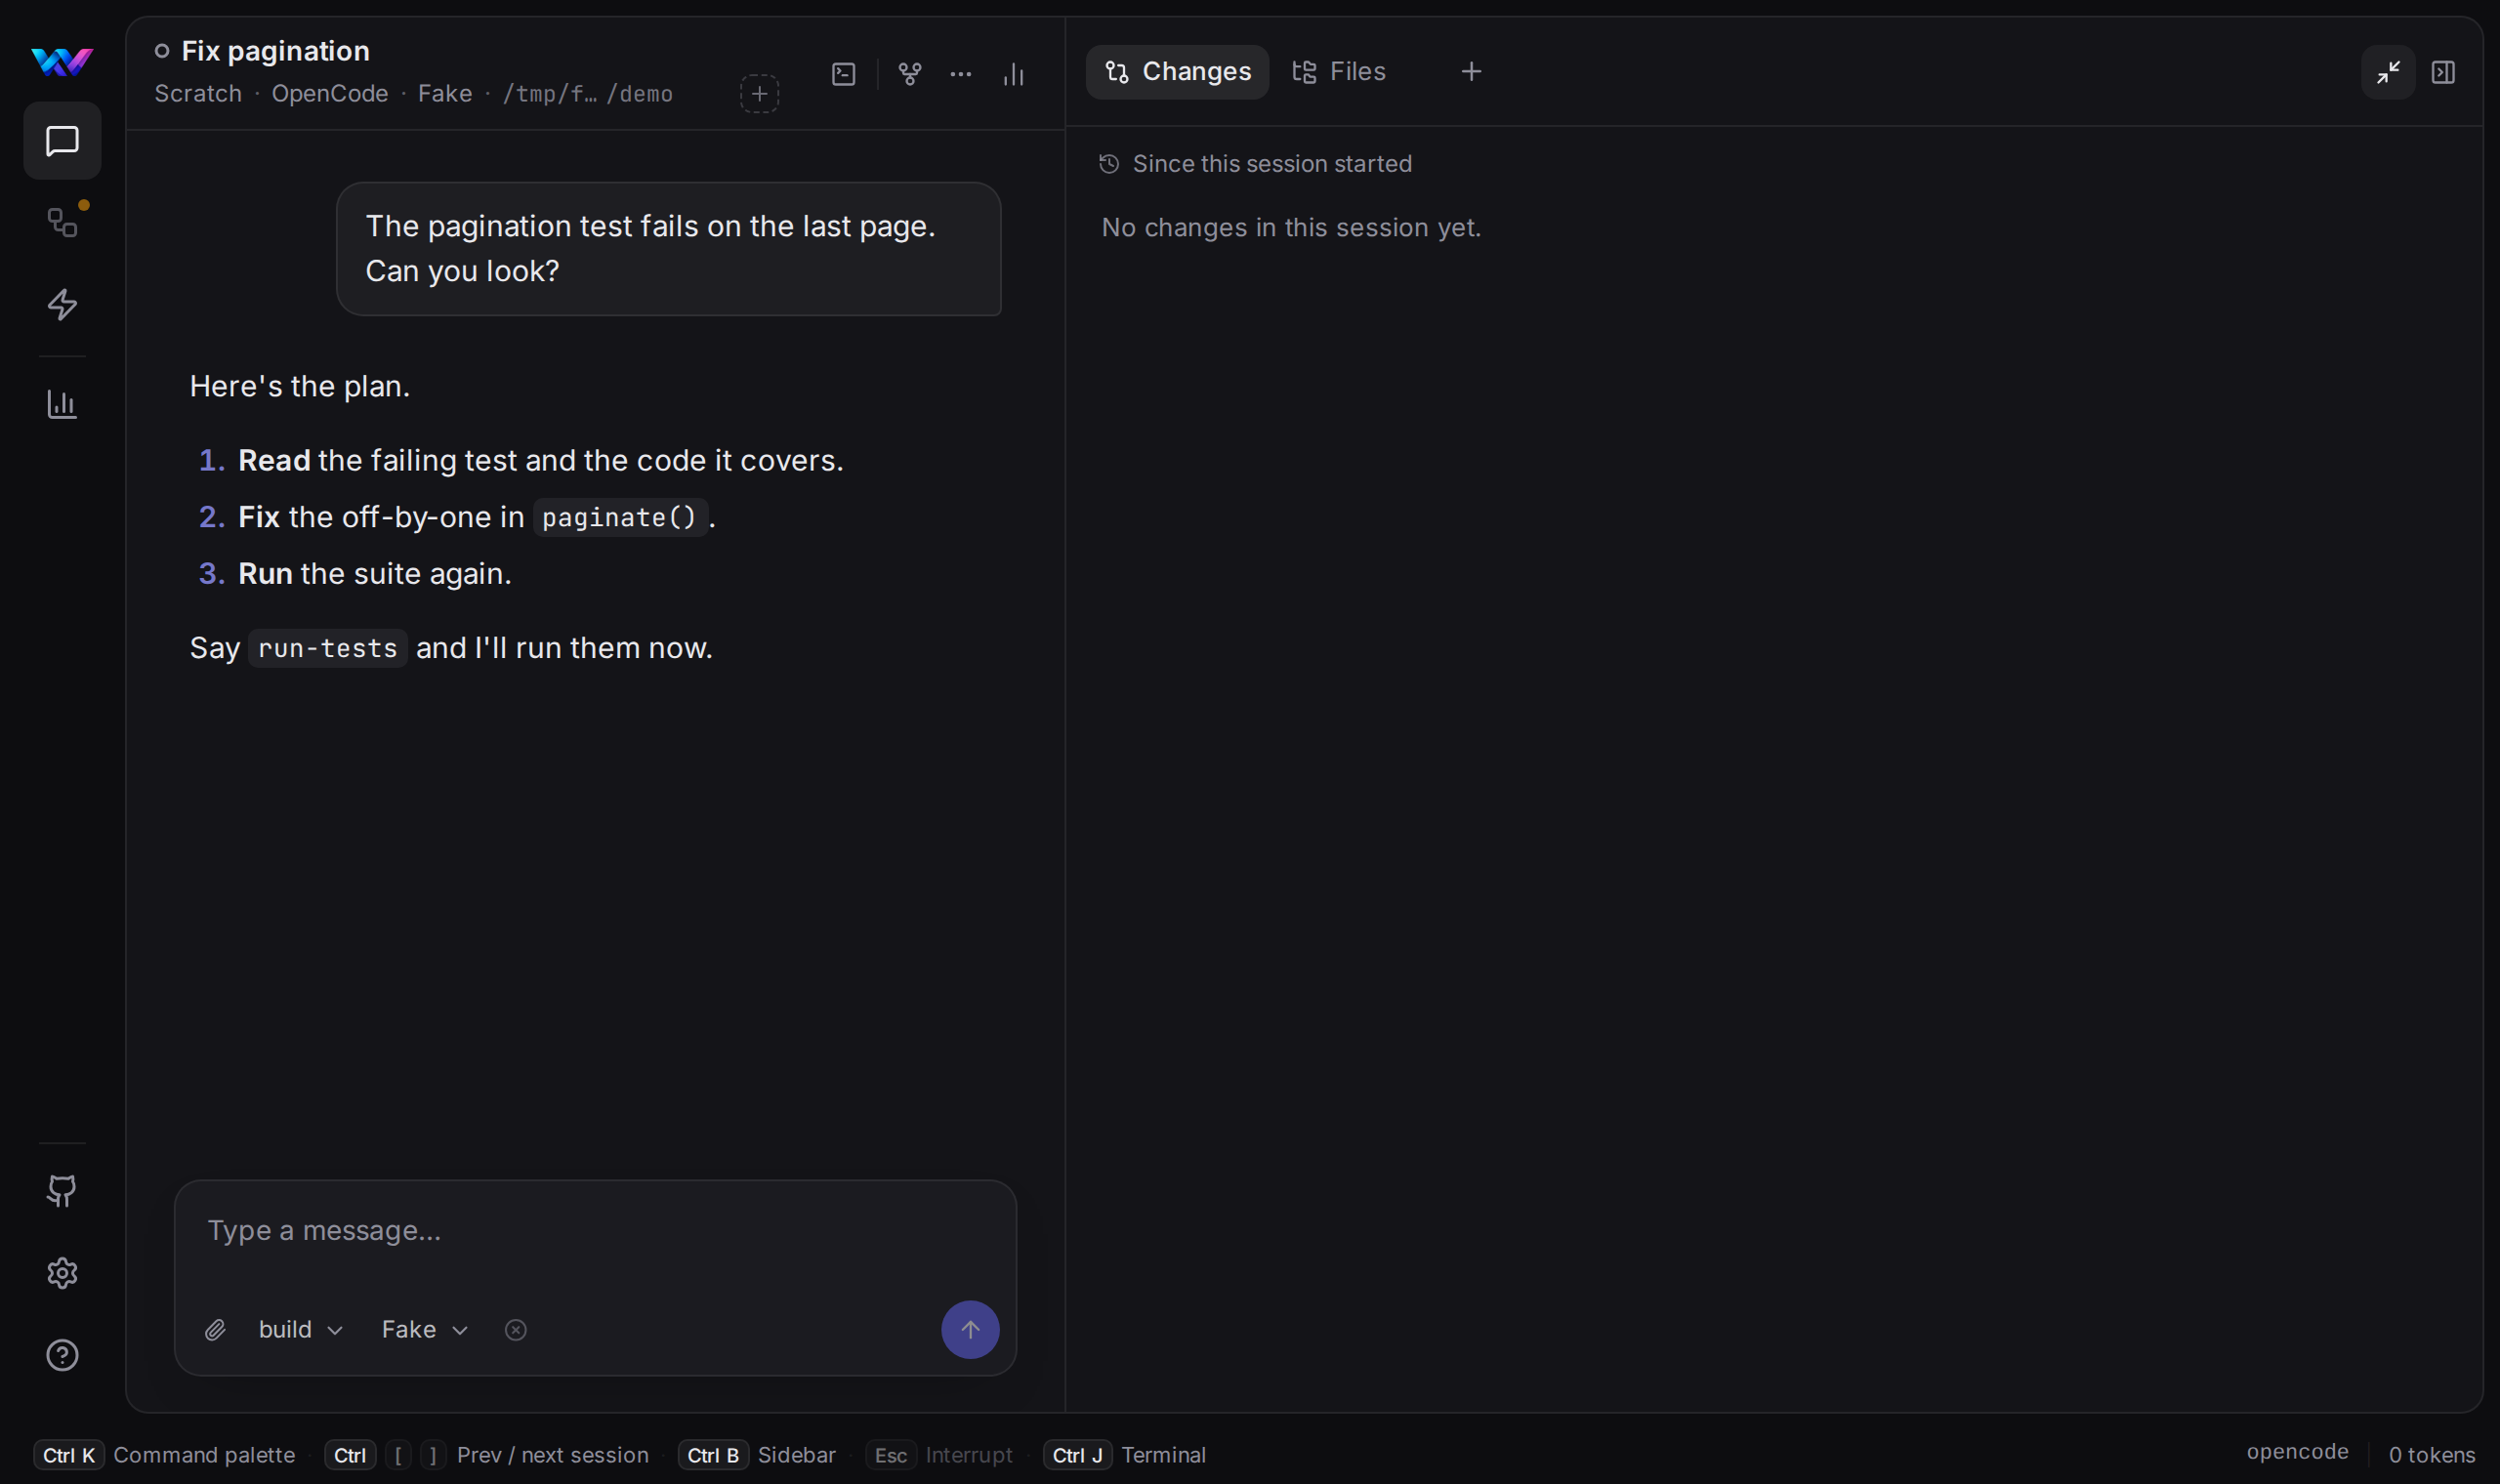 Fix pagination
Scratch · OpenCode · Fake · /tmp/f… /demo
Changes
Files
Since this session started
No changes in this session yet.
The pagination test fails on the last page.
Can you look?
Here's the plan.
1. Read the failing test and the code it covers.
2. Fix the off-by-one in paginate().
3. Run the suite again.
Say run-tests and I'll run them now.
Type a message...
build
Fake
Ctrl K Command palette · Ctrl [ ] Prev / next session · Ctrl B Sidebar · Esc Interrupt · Ctrl J Terminal
opencode
0 tokens